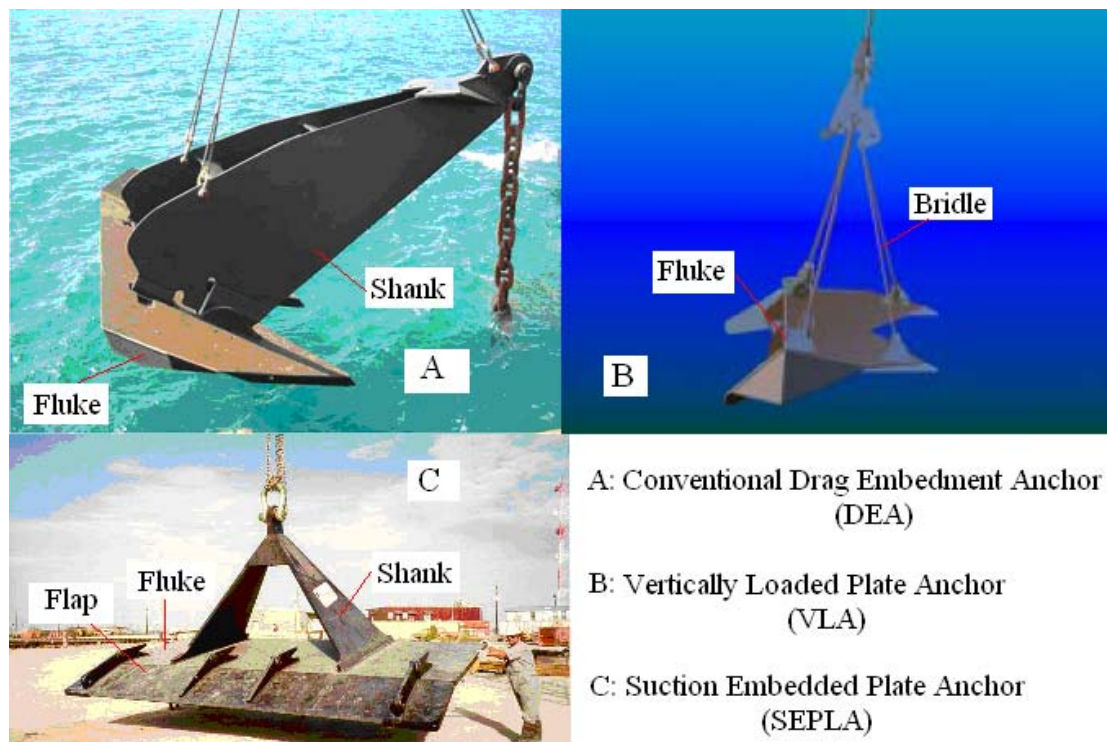 Shank
Fluke
A
Bridle
Fluke
B
C
Fluke
Shank
Flap
A: Conventional Drag Embedment Anchor
(DEA)
B: Vertically Loaded Plate Anchor
(VLA)
C: Suction Embedded Plate Anchor
(SEPLA)